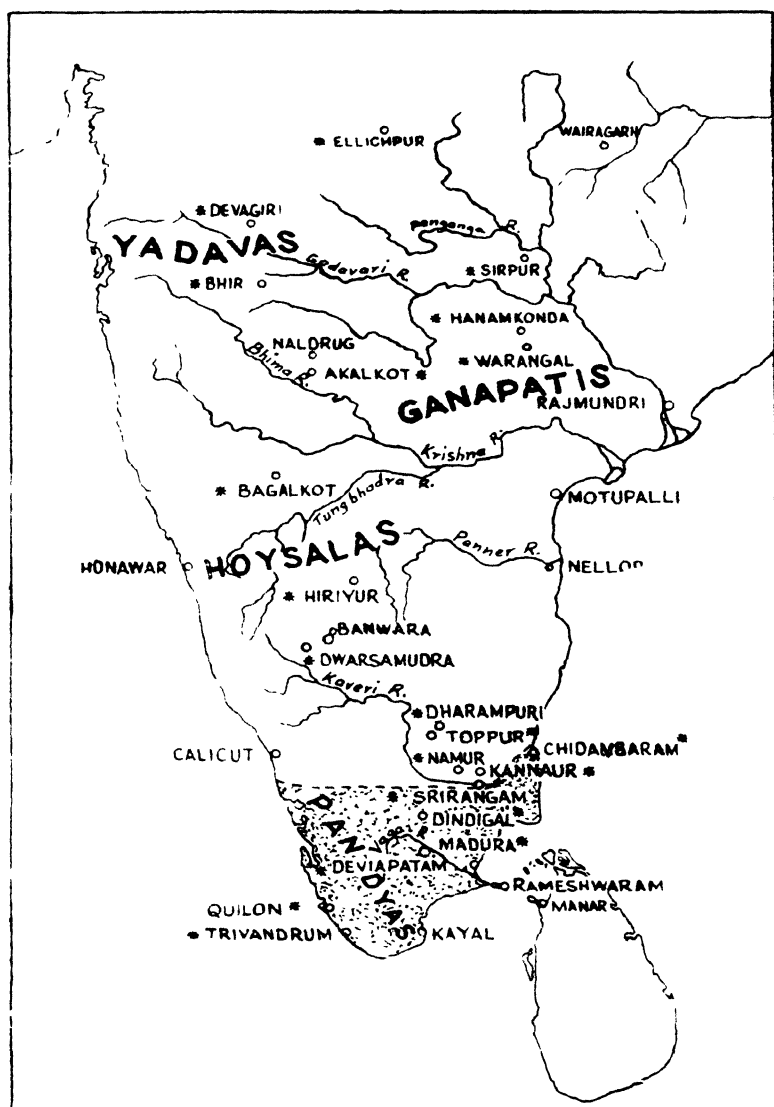 WAIRAGARH
* ELLICHPUR
* DEVAGIRI
YADAVAS
Godavari R.
panganga R.
* SIRPUR
* BHIR
* HANAMKONDA
NALDRUG
Bhima R.
AKALKOT *
* WARANGAL
GANAPATIS
RAJMUNDRI
Krishna R.
* BAGALKOT
Tungbhadra R.
MOTUPALLI
HOYSALAS
Panner R.
HONAWAR
NELLOR
* HIRIYUR
BANWARA
* DWARSAMUDRA
Kaveri R.
* DHARAMPURI
TOPPUR *
CHIDAMBARAM *
CALICUT
* NAMUR
KANNAUR *
* SRIRANGAM
PANDYAS
DINDIGAL *
MADURA *
DEVIAPATAM
RAMESHWARAM
MANAR
QUILON *
* TRIVANDRUM
KAYAL